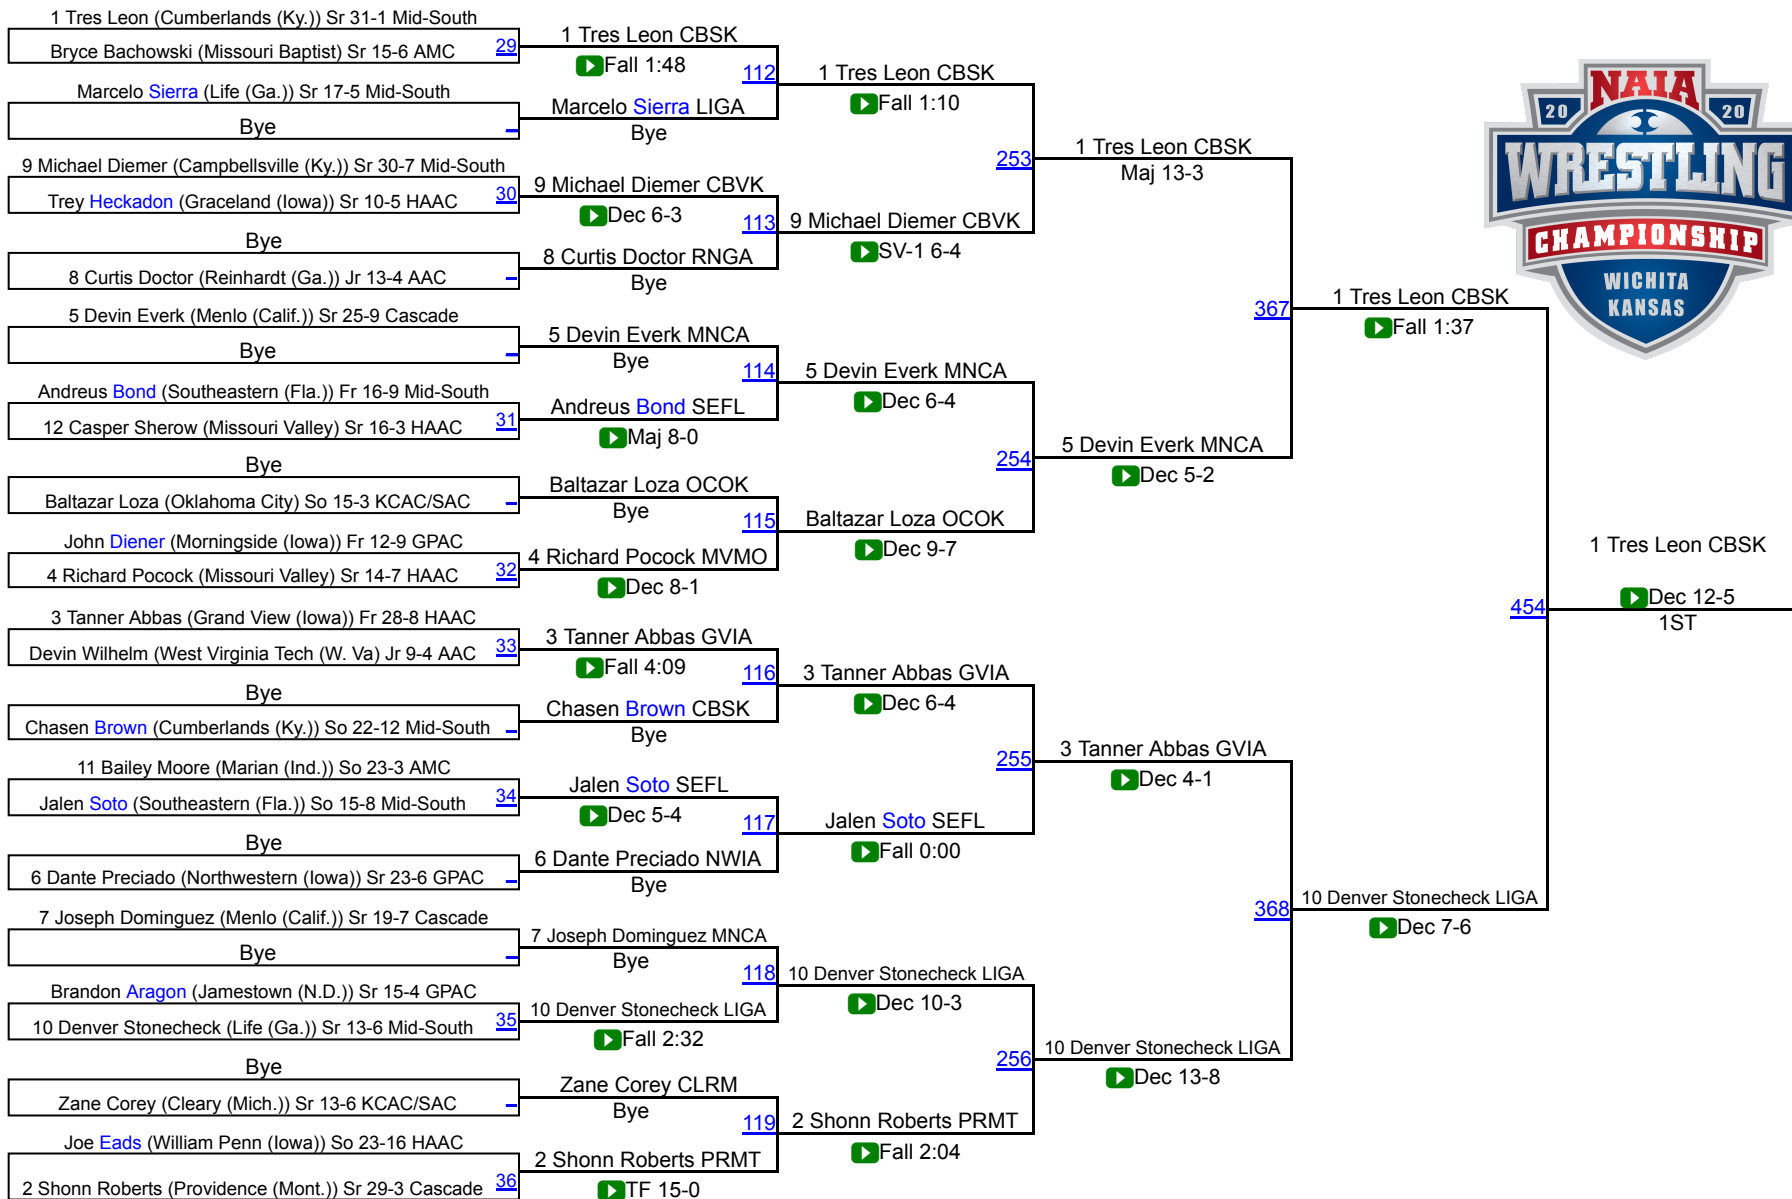 1 Tres Leon (Cumberlands (Ky.)) Sr 31-1 Mid-South
Bryce Bachowski (Missouri Baptist) Sr 15-6 AMC 29
Marcelo Sierra (Life (Ga.)) Sr 17-5 Mid-South
Bye
9 Michael Diemer (Campbellsville (Ky.)) Sr 30-7 Mid-South
Trey Heckadon (Graceland (Iowa)) Sr 10-5 HAAC 30
Bye
8 Curtis Doctor (Reinhardt (Ga.)) Jr 13-4 AAC
5 Devin Everk (Menlo (Calif.)) Sr 25-9 Cascade
Bye
Andreus Bond (Southeastern (Fla.)) Fr 16-9 Mid-South
12 Casper Sherow (Missouri Valley) Sr 16-3 HAAC 31
Bye
Baltazar Loza (Oklahoma City) So 15-3 KCAC/SAC
John Diener (Morningside (Iowa)) Fr 12-9 GPAC
4 Richard Pocock (Missouri Valley) Sr 14-7 HAAC 32
3 Tanner Abbas (Grand View (Iowa)) Fr 28-8 HAAC
Devin Wilhelm (West Virginia Tech (W. Va) Jr 9-4 AAC 33
Bye
Chasen Brown (Cumberlands (Ky.)) So 22-12 Mid-South
11 Bailey Moore (Marian (Ind.)) So 23-3 AMC
Jalen Soto (Southeastern (Fla.)) So 15-8 Mid-South 34
Bye
6 Dante Preciado (Northwestern (Iowa)) Sr 23-6 GPAC
7 Joseph Dominguez (Menlo (Calif.)) Sr 19-7 Cascade
Bye
Brandon Aragon (Jamestown (N.D.)) Sr 15-4 GPAC
10 Denver Stonecheck (Life (Ga.)) Sr 13-6 Mid-South 35
Bye
Zane Corey (Cleary (Mich.)) Sr 13-6 KCAC/SAC
Joe Eads (William Penn (Iowa)) So 23-16 HAAC
2 Shonn Roberts (Providence (Mont.)) Sr 29-3 Cascade 36
1 Tres Leon CBSK
Fall 1:48
112
Marcelo Sierra LIGA
Bye
9 Michael Diemer CBVK
Dec 6-3
113
8 Curtis Doctor RNGA
Bye
5 Devin Everk MNCA
Bye
114
Andreus Bond SEFL
Maj 8-0
Baltazar Loza OCOK
Bye
115
4 Richard Pocock MVMO
Dec 8-1
3 Tanner Abbas GVIA
Fall 4:09
116
Chasen Brown CBSK
Bye
Jalen Soto SEFL
Dec 5-4
117
6 Dante Preciado NWIA
Bye
7 Joseph Dominguez MNCA
Bye
118
10 Denver Stonecheck LIGA
Fall 2:32
Zane Corey CLRM
Bye
119
2 Shonn Roberts PRMT
TF 15-0
1 Tres Leon CBSK
Fall 1:10
253
9 Michael Diemer CBVK
SV-1 6-4
5 Devin Everk MNCA
Dec 6-4
254
Baltazar Loza OCOK
Dec 9-7
3 Tanner Abbas GVIA
Dec 6-4
255
Jalen Soto SEFL
Fall 0:00
10 Denver Stonecheck LIGA
Dec 10-3
256
2 Shonn Roberts PRMT
Fall 2:04
1 Tres Leon CBSK
Maj 13-3
367
5 Devin Everk MNCA
Dec 5-2
3 Tanner Abbas GVIA
Dec 4-1
368
10 Denver Stonecheck LIGA
Dec 13-8
1 Tres Leon CBSK
Fall 1:37
454
10 Denver Stonecheck LIGA
Dec 7-6
1 Tres Leon CBSK
Dec 12-5
1ST
NAIA
20 20
WRESTLING
CHAMPIONSHIP
WICHITA
KANSAS